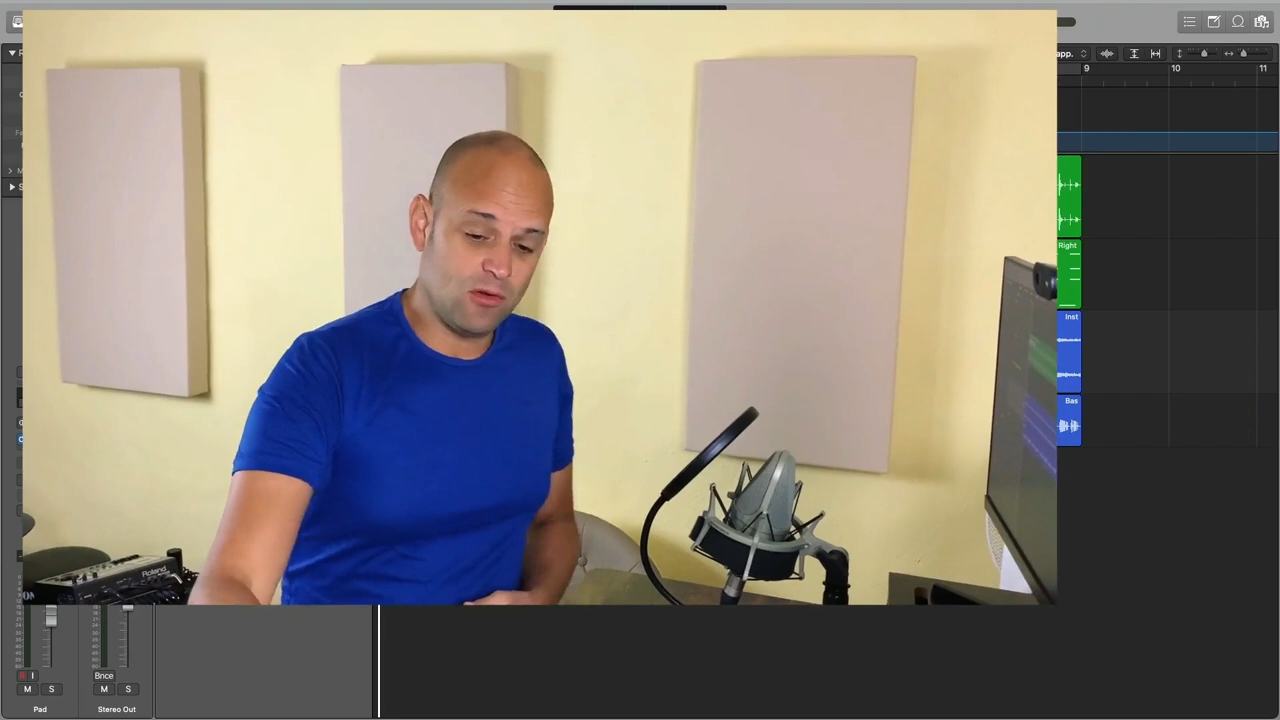 app.
9
10
11
Right
Inst
Bas
Roland
Bnce
I
M
S
M
S
Pad
Stereo Out